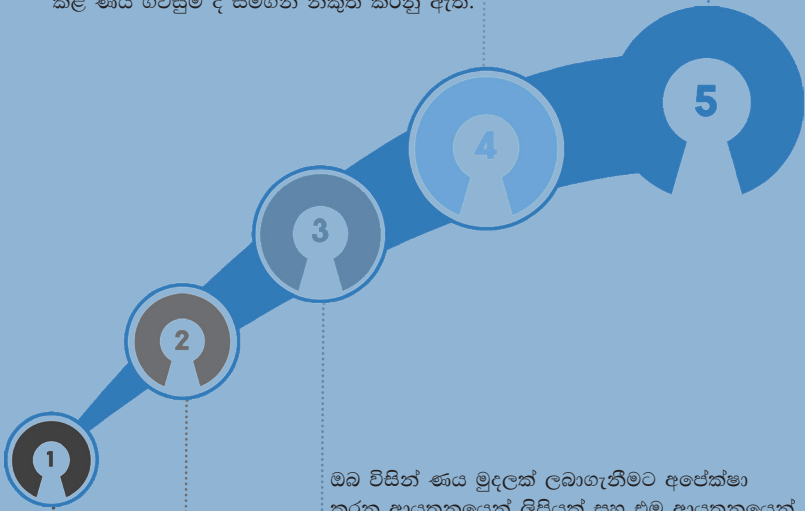 කළ ණය ගිවිසුම ද සමගින් නිකුත් කරනු ඇත.
5
4
3
2
1
ඔබ විසින් ණය මුදලක් ලබාගැනීමට අපේක්ෂා
කරන ආයතනයෙන් ලිපියක් සහ එම ආයතනයෙන්